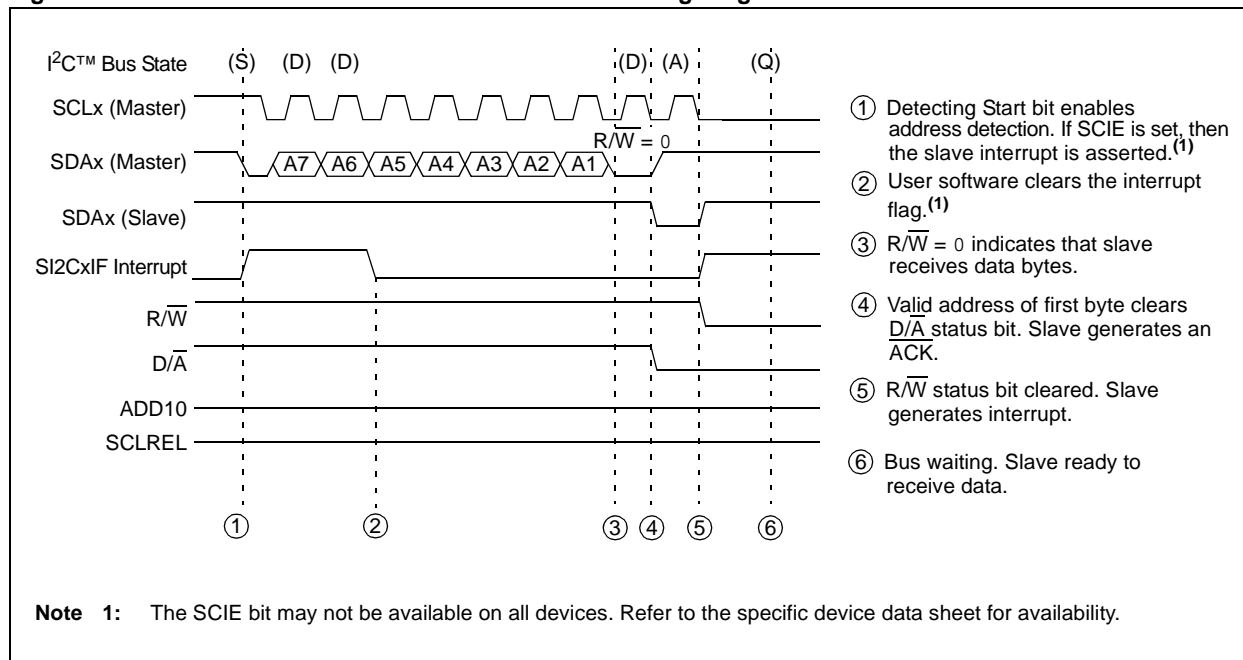 I²C™ Bus State (S) (D) (D) (D) (A) (Q)
SCLx (Master)
R/W̅ = 0
SDAx (Master) A7 A6 A5 A4 A3 A2 A1
SDAx (Slave)
SI2CxIF Interrupt
R/W̅
D/A̅
ADD10
SCLREL
① ② ③ ④ ⑤ ⑥
① Detecting Start bit enables
address detection. If SCIE is set, then
the slave interrupt is asserted.(1)
② User software clears the interrupt
flag.(1)
③ R/W̅ = 0 indicates that slave
receives data bytes.
④ Valid address of first byte clears
D/A̅ status bit. Slave generates an
A̅C̅K̅.
⑤ R/W̅ status bit cleared. Slave
generates interrupt.
⑥ Bus waiting. Slave ready to
receive data.
Note 1: The SCIE bit may not be available on all devices. Refer to the specific device data sheet for availability.